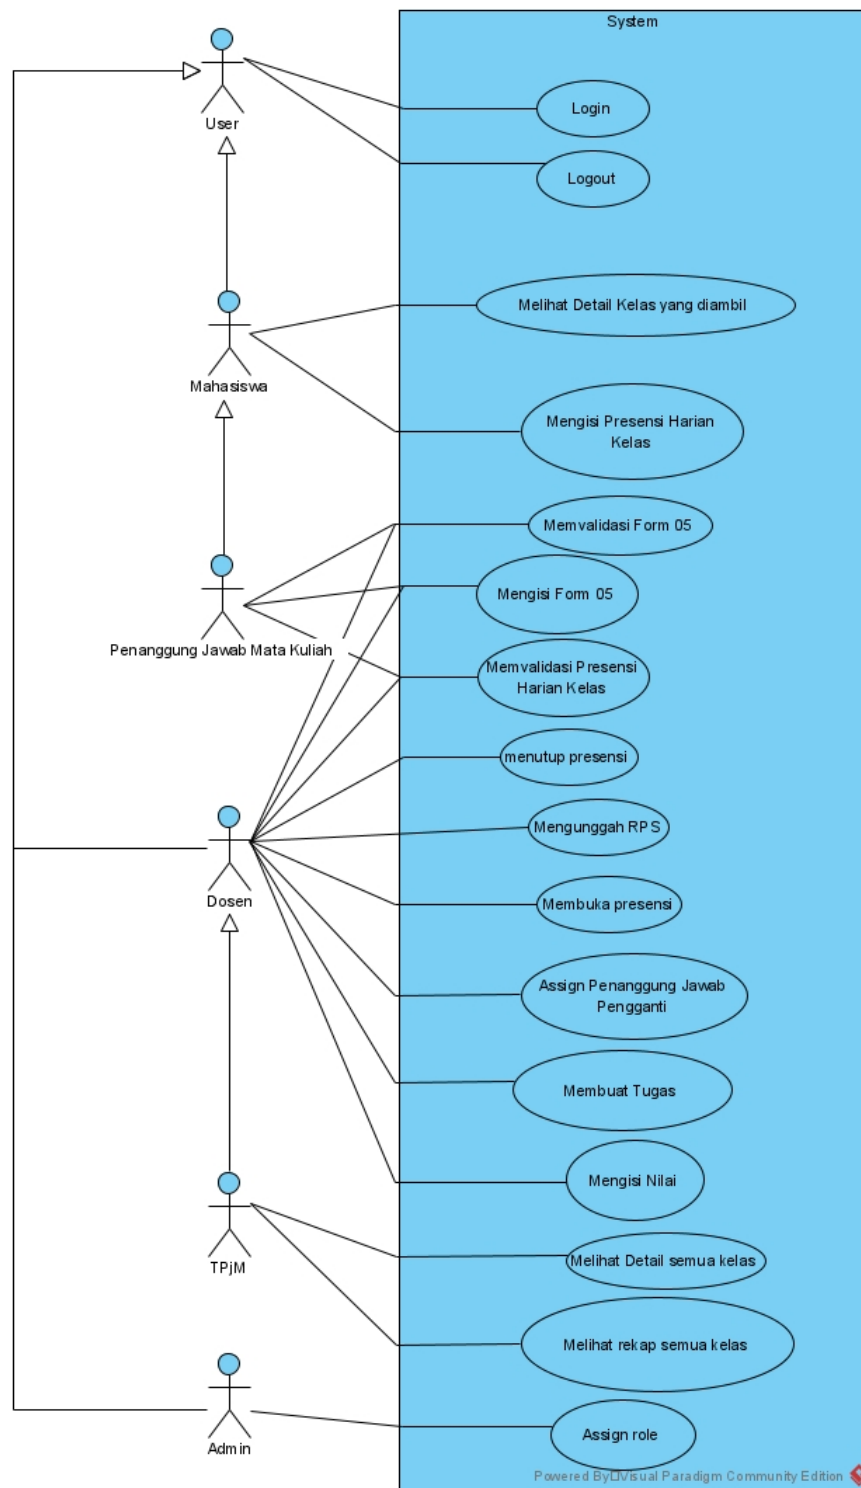 System
User
Login
Logout
Mahasiswa
Melihat Detail Kelas yang diambil
Mengisi Presensi Harian
Kelas
Memvalidasi Form 05
Penanggung Jawab Mata Kuliah
Mengisi Form 05
Memvalidasi Presensi
Harian Kelas
menutup presensi
Dosen
Mengunggah RPS
Membuka presensi
Assign Penanggung Jawab
Pengganti
Membuat Tugas
Mengisi Nilai
TPjM
Melihat Detail semua kelas
Melihat rekap semua kelas
Admin
Assign role
Powered By□Visual Paradigm Community Edition